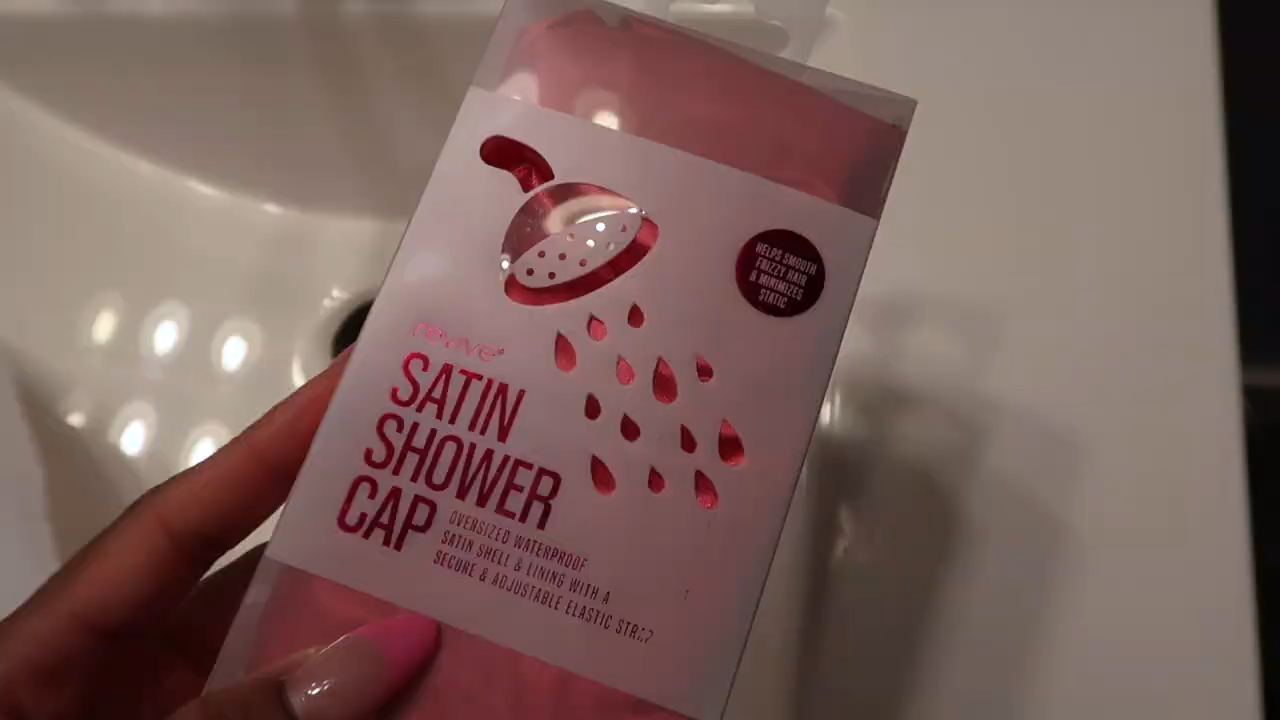 HELPS SMOOTH
FRIZZY HAIR
& MINIMIZES
STATIC
revive
SATIN
SHOWER
CAP
OVERSIZED WATERPROOF
SATIN SHELL & LINING WITH A
SECURE & ADJUSTABLE ELASTIC STRAP